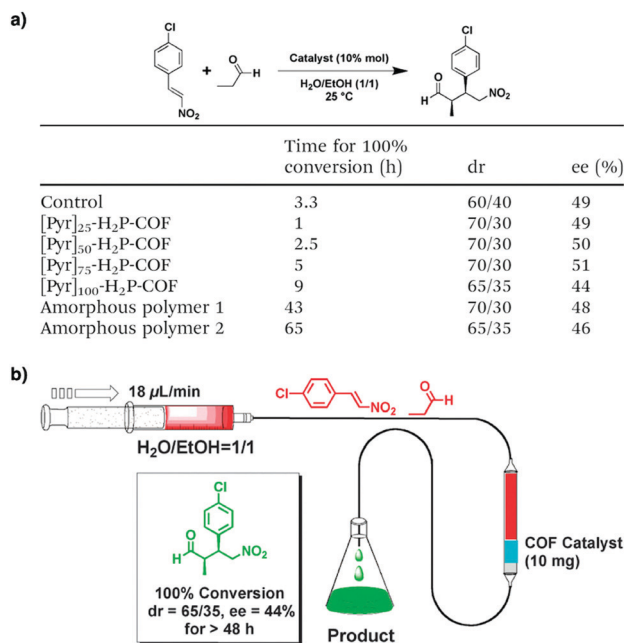 a)
Cl
NO2
+
O
H
Catalyst (10% mol)
H2O/EtOH (1/1)
25 °C
Cl
O
H
NO2
Time for 100% conversion (h) dr ee (%)
Control 3.3 60/40 49
[Pyr]25-H2P-COF 1 70/30 49
[Pyr]50-H2P-COF 2.5 70/30 50
[Pyr]75-H2P-COF 5 70/30 51
[Pyr]100-H2P-COF 9 65/35 44
Amorphous polymer 1 43 70/30 48
Amorphous polymer 2 65 65/35 46
b)
18 µL/min
H2O/EtOH=1/1
Cl
NO2
O
H
Cl
O
H
NO2
100% Conversion
dr = 65/35, ee = 44%
for > 48 h
Product
COF Catalyst
(10 mg)